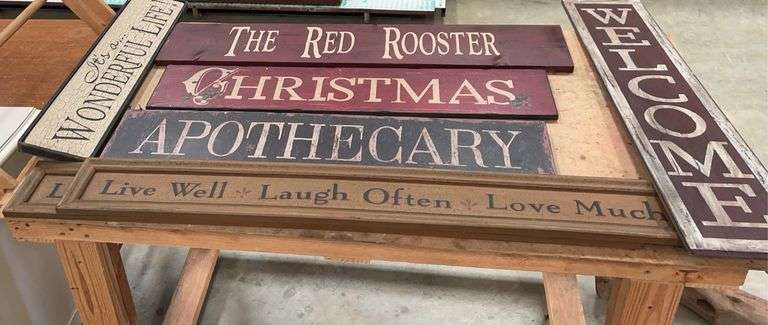 It's a
WONDERFUL LIFE!
THE RED ROOSTER
CHRISTMAS
APOTHECARY
WELCOME
L
Live Well Laugh Often Love Much